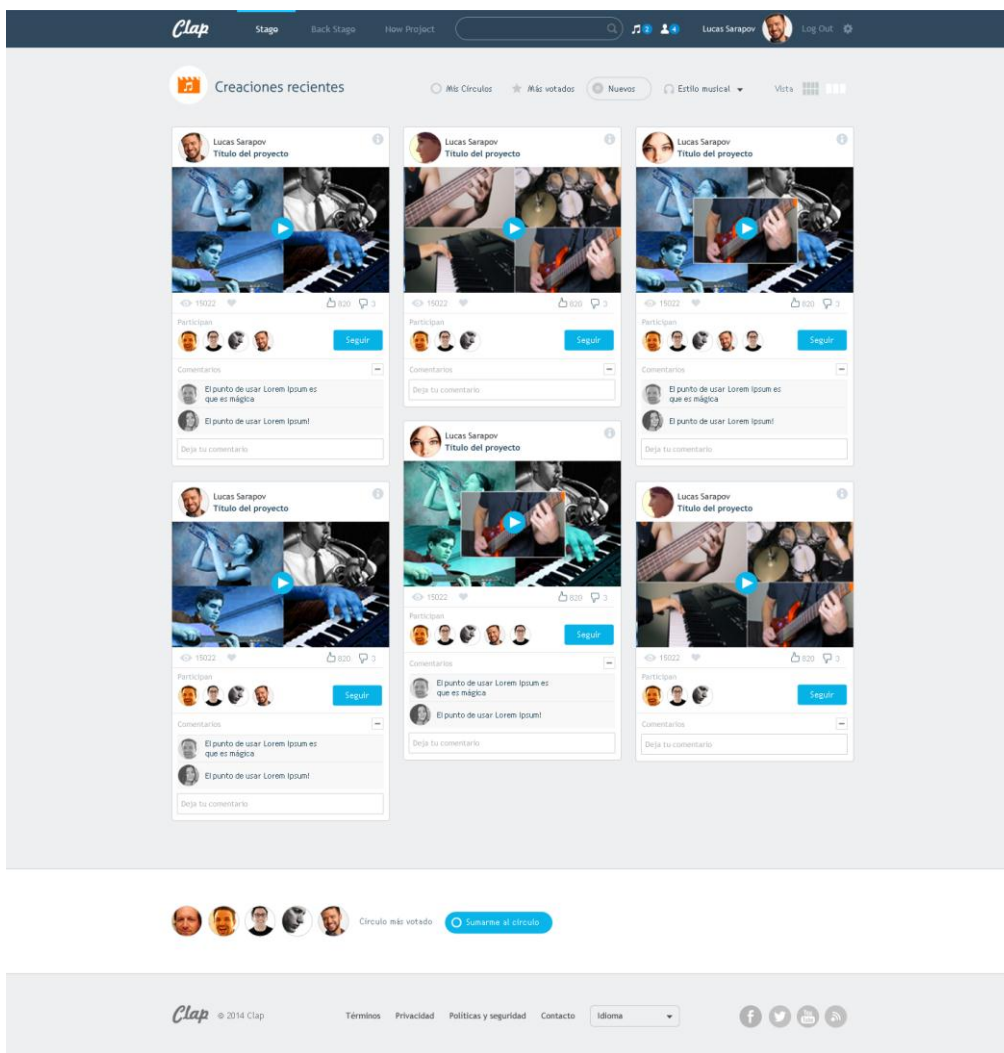 Clap
Stage
Back Stage
New Project
2
4
Lucas Sarapov
Log Out
Creaciones recientes
Mis Círculos
Más votados
Nuevos
Estilo musical
Vista
Lucas Sarapov
Título del proyecto
15022
820
3
Participan
Seguir
Comentarios
El punto de usar Lorem Ipsum es
que es mágica
El punto de usar Lorem Ipsum!
Deja tu comentario
Lucas Sarapov
Título del proyecto
15022
820
3
Participan
Seguir
Comentarios
Deja tu comentario
Lucas Sarapov
Título del proyecto
15022
820
3
Participan
Seguir
Comentarios
El punto de usar Lorem Ipsum es
que es mágica
El punto de usar Lorem Ipsum!
Deja tu comentario
Lucas Sarapov
Título del proyecto
15022
820
3
Participan
Seguir
Comentarios
El punto de usar Lorem Ipsum es
que es mágica
El punto de usar Lorem Ipsum!
Deja tu comentario
Lucas Sarapov
Título del proyecto
15022
820
3
Participan
Seguir
Comentarios
El punto de usar Lorem Ipsum es
que es mágica
El punto de usar Lorem Ipsum!
Deja tu comentario
Lucas Sarapov
Título del proyecto
15022
820
3
Participan
Seguir
Comentarios
Deja tu comentario
Círculo más votado
Sumarme al círculo
Clap © 2014 Clap
Términos
Privacidad
Políticas y seguridad
Contacto
Idioma